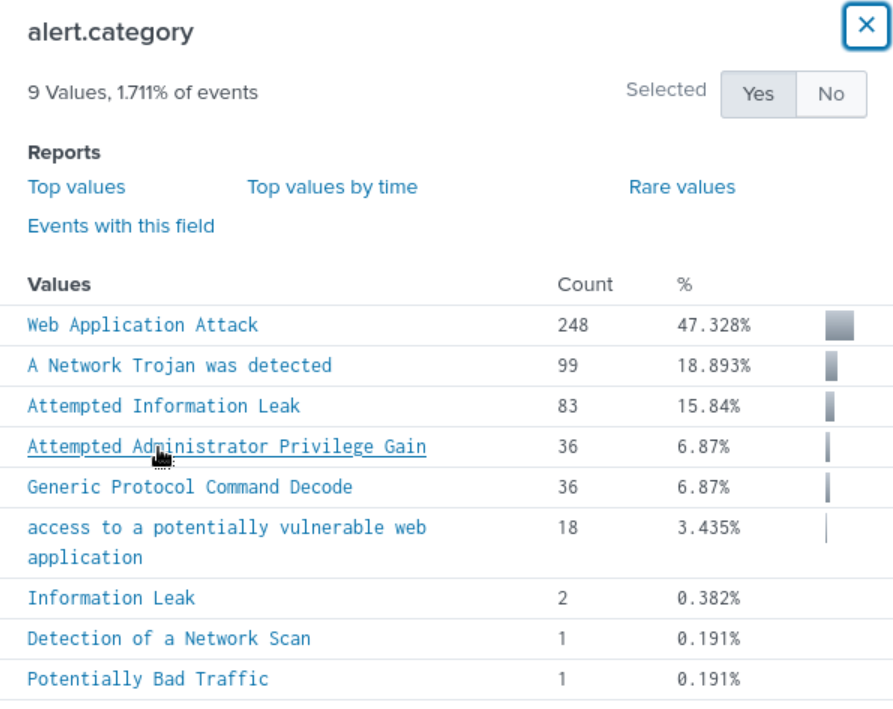 alert.category
9 Values, 1.711% of events
Selected Yes No
Reports
Top values Top values by time Rare values
Events with this field
Values Count %
Web Application Attack 248 47.328%
A Network Trojan was detected 99 18.893%
Attempted Information Leak 83 15.84%
Attempted Administrator Privilege Gain 36 6.87%
Generic Protocol Command Decode 36 6.87%
access to a potentially vulnerable web 18 3.435%
application
Information Leak 2 0.382%
Detection of a Network Scan 1 0.191%
Potentially Bad Traffic 1 0.191%